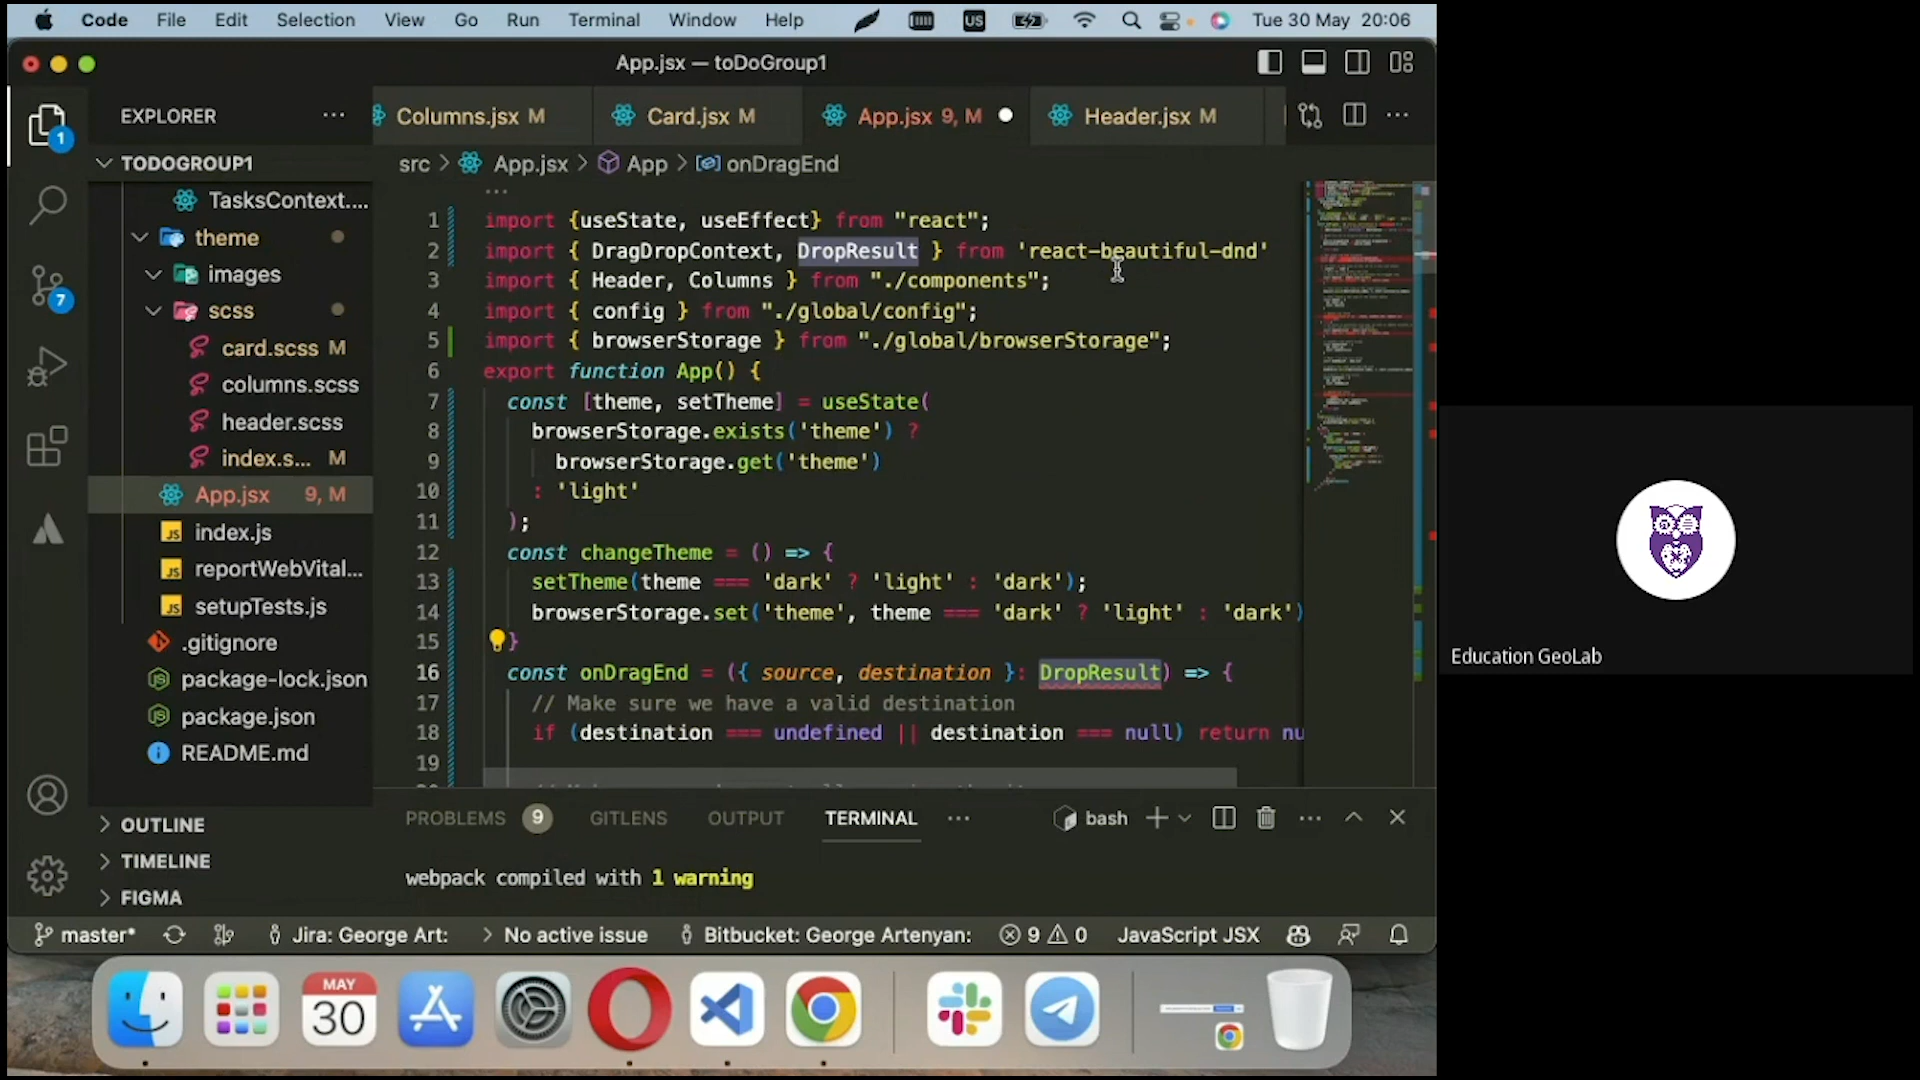 Code File Edit Selection View Go Run Terminal Window Help US Tue 30 May 20:06
App.jsx — toDoGroup1
EXPLORER ...
Columns.jsx M Card.jsx M App.jsx 9, M Header.jsx M ...
1
TODOGROUP1
src > App.jsx > App > onDragEnd
TasksContext....
theme
images
scss
card.scss M
columns.scss
header.scss
index.s... M
App.jsx 9, M
index.js
reportWebVital...
setupTests.js
.gitignore
package-lock.json
package.json
README.md
OUTLINE
TIMELINE
FIGMA
7
...
1 import {useState, useEffect} from "react";
2 import { DragDropContext, DropResult } from 'react-beautiful-dnd'
3 import { Header, Columns } from "./components";
4 import { config } from "./global/config";
5 import { browserStorage } from "./global/browserStorage";
6 export function App() {
7 const [theme, setTheme] = useState(
8 browserStorage.exists('theme') ?
9 browserStorage.get('theme')
10 : 'light'
11 );
12 const changeTheme = () => {
13 setTheme(theme === 'dark' ? 'light' : 'dark');
14 browserStorage.set('theme', theme === 'dark' ? 'light' : 'dark')
15 }
16 const onDragEnd = ({ source, destination }: DropResult) => {
17 // Make sure we have a valid destination
18 if (destination === undefined || destination === null) return nu
19
PROBLEMS 9 GITLENS OUTPUT TERMINAL ... bash
webpack compiled with 1 warning
master* Jira: George Art: > No active issue Bitbucket: George Artenyan: 9 0 JavaScript JSX
MAY
30
Education GeoLab